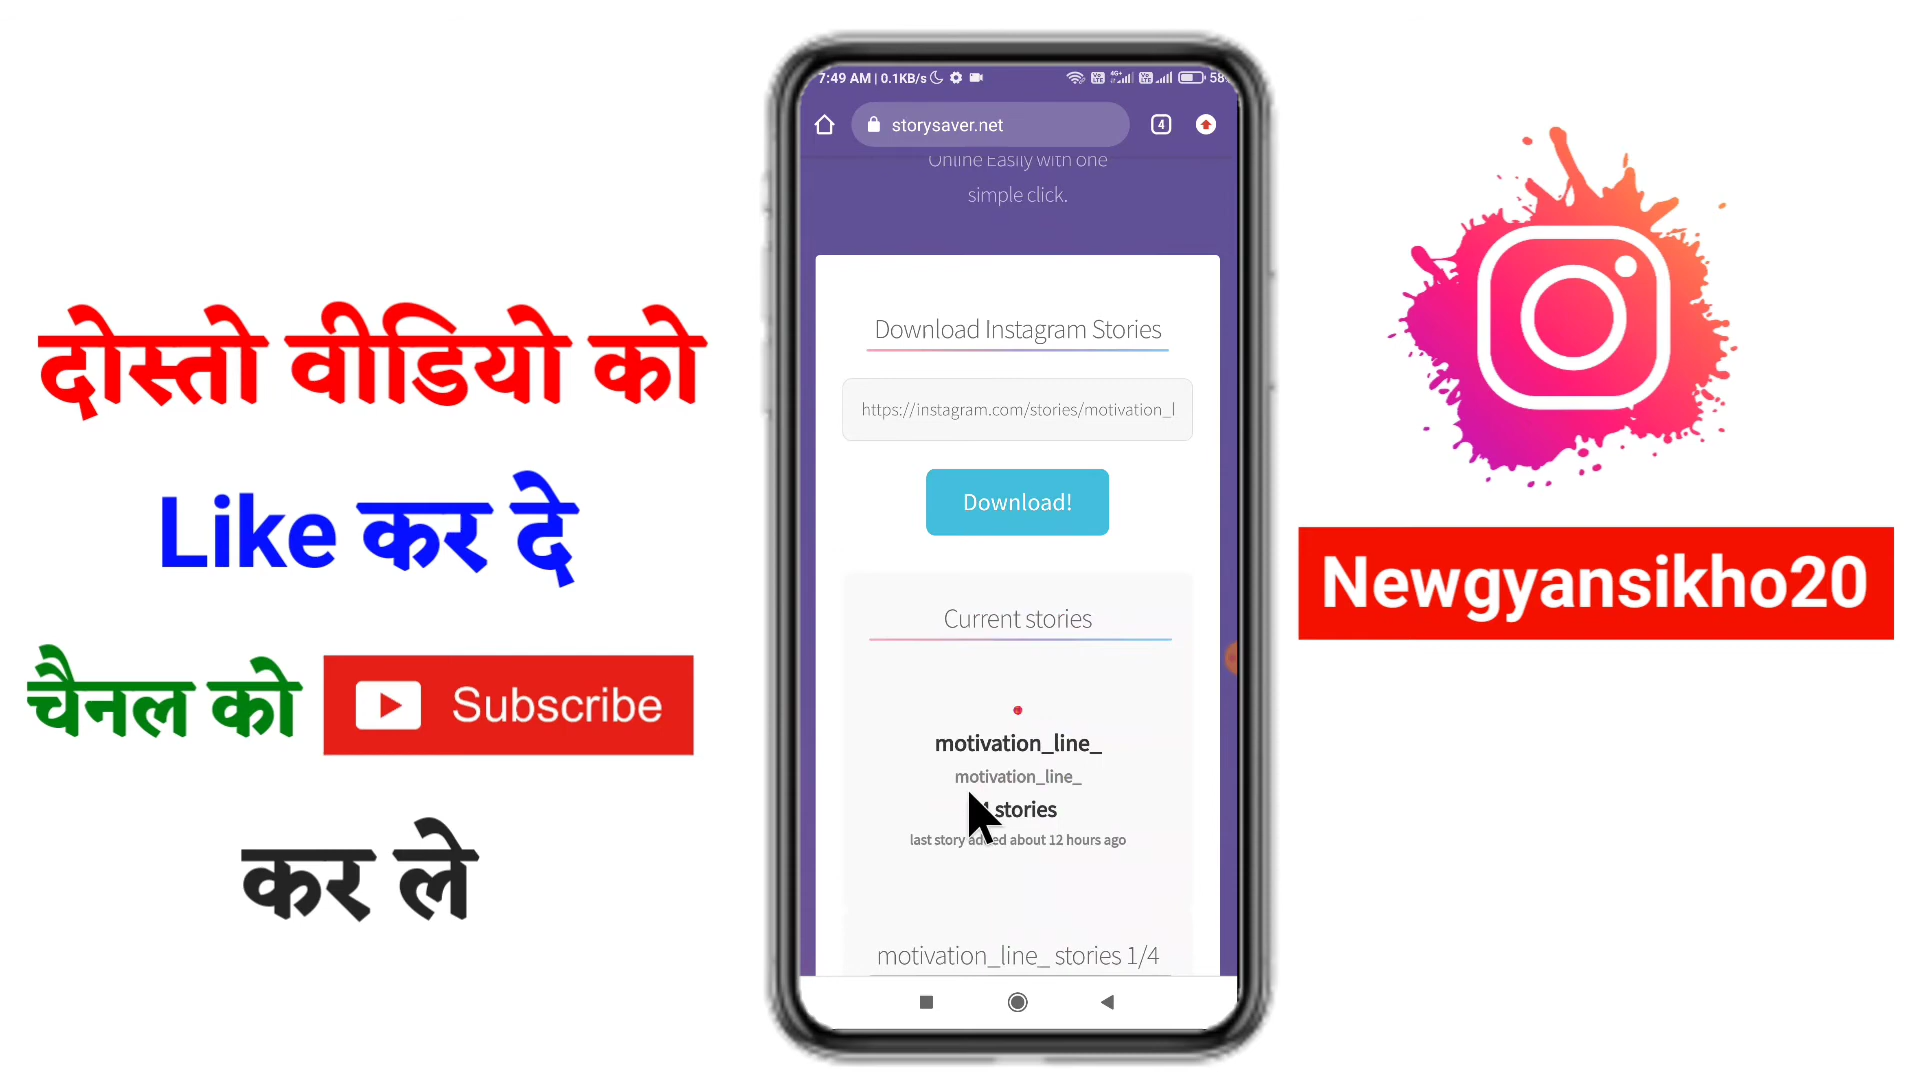 दोस्तो वीडियो को
Like कर दे
चैनल को Subscribe
कर ले
7:49 AM | 0.1KB/s
58
storysaver.net
4
Online Easily with one
simple click.
Download Instagram Stories
https://instagram.com/stories/motivation_l
Download!
Current stories
motivation_line_
motivation_line_
stories
last story added about 12 hours ago
motivation_line_ stories 1/4
Newgyansikho20